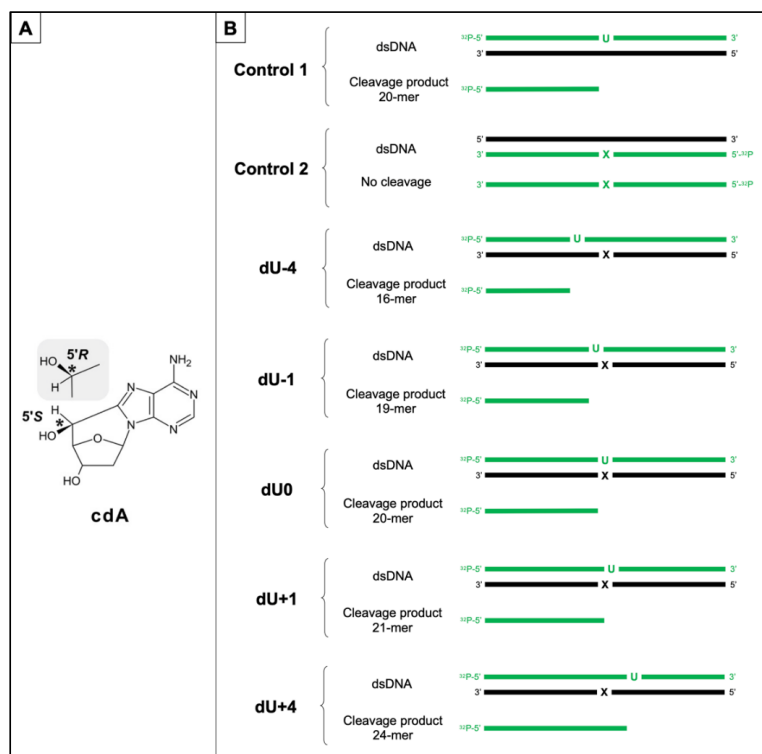 A
B
32P-5' U 3'
dsDNA
3' 5'
Control 1
Cleavage product
20-mer
32P-5'
5' 3'
dsDNA
3' X 5'-32P
Control 2
No cleavage
3' X 5'-32P
32P-5' U 3'
dsDNA
3' X 5'
dU-4
Cleavage product
16-mer
32P-5'
32P-5' U 3'
dsDNA
3' X 5'
dU-1
Cleavage product
19-mer
32P-5'
32P-5' U 3'
dsDNA
3' X 5'
dU0
Cleavage product
20-mer
32P-5'
32P-5' U 3'
dsDNA
3' X 5'
dU+1
Cleavage product
21-mer
32P-5'
32P-5' U 3'
dsDNA
3' X 5'
dU+4
Cleavage product
24-mer
32P-5'
5'R
HO
*
H
NH2
5'S
H
N
N
*
HO
O
N
N
HO
cdA